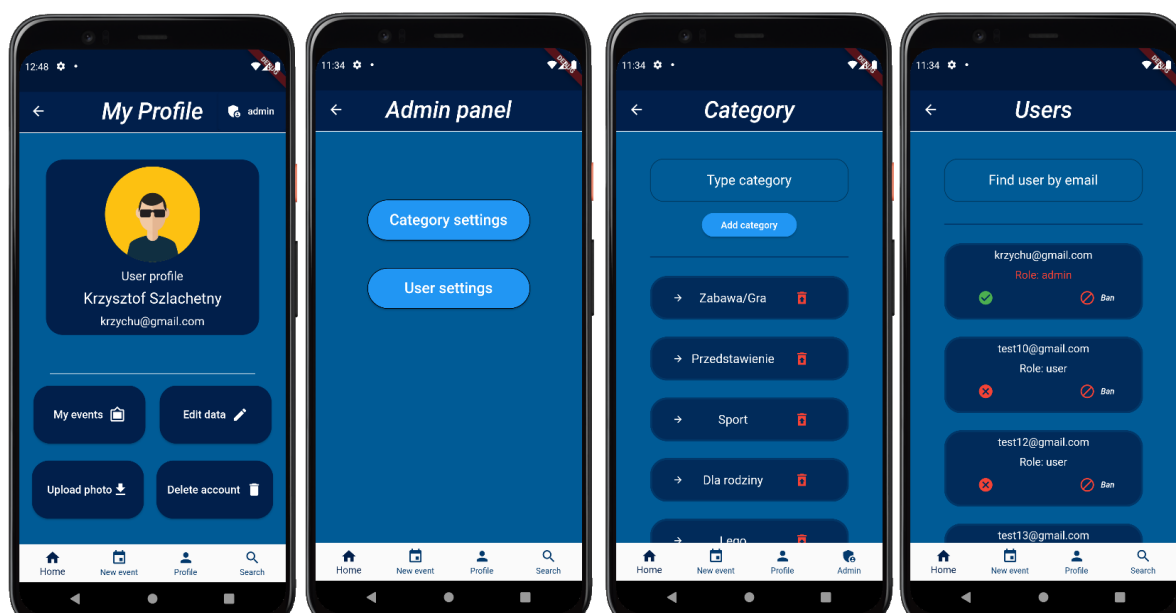 12:48
DEBUG
My Profile
admin
User profile
Krzysztof Szlachetny
krzychu@gmail.com
My events
Edit data
Upload photo
Delete account
Home
New event
Profile
Search
11:34
DEBUG
Admin panel
Category settings
User settings
Home
New event
Profile
Search
11:34
DEBUG
Category
Type category
Add category
Zabawa/Gra
Przedstawienie
Sport
Dla rodziny
Lego
Home
New event
Profile
Admin
11:34
DEBUG
Users
Find user by email
krzychu@gmail.com
Role: admin
Ban
test10@gmail.com
Role: user
Ban
test12@gmail.com
Role: user
Ban
test13@gmail.com
Home
New event
Profile
Search